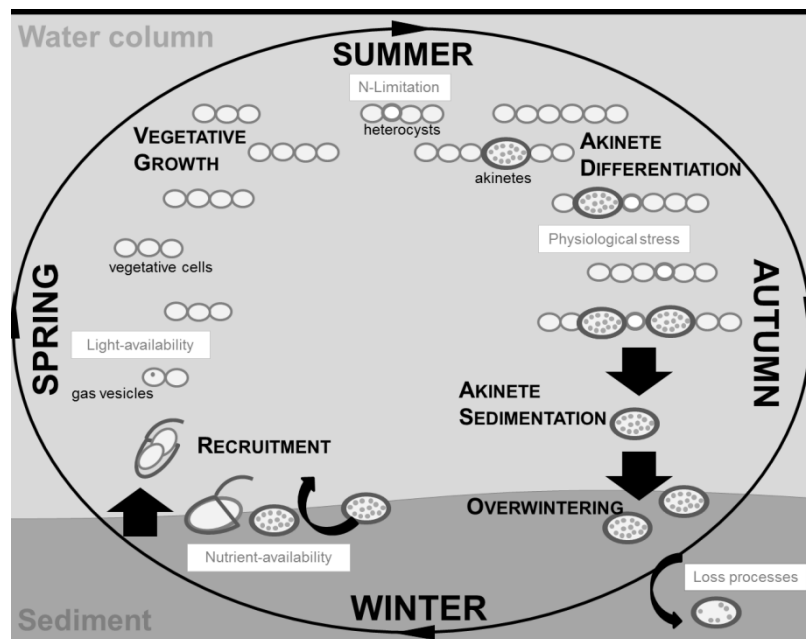 Water column
SUMMER
N-Limitation
heterocysts
VEGETATIVE
GROWTH
akinetes
AKINETE
DIFFERENTIATION
Physiological stress
vegetative cells
SPRING
AUTUMN
Light-availability
gas vesicles
AKINETE
SEDIMENTATION
RECRUITMENT
OVERWINTERING
Nutrient-availability
Loss processes
WINTER
Sediment